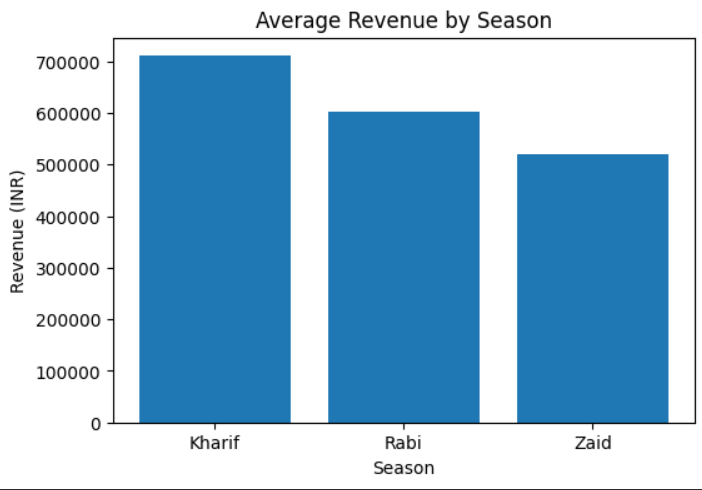 Average Revenue by Season
Revenue (INR)
700000
600000
500000
400000
300000
200000
100000
0
Kharif
Rabi
Zaid
Season